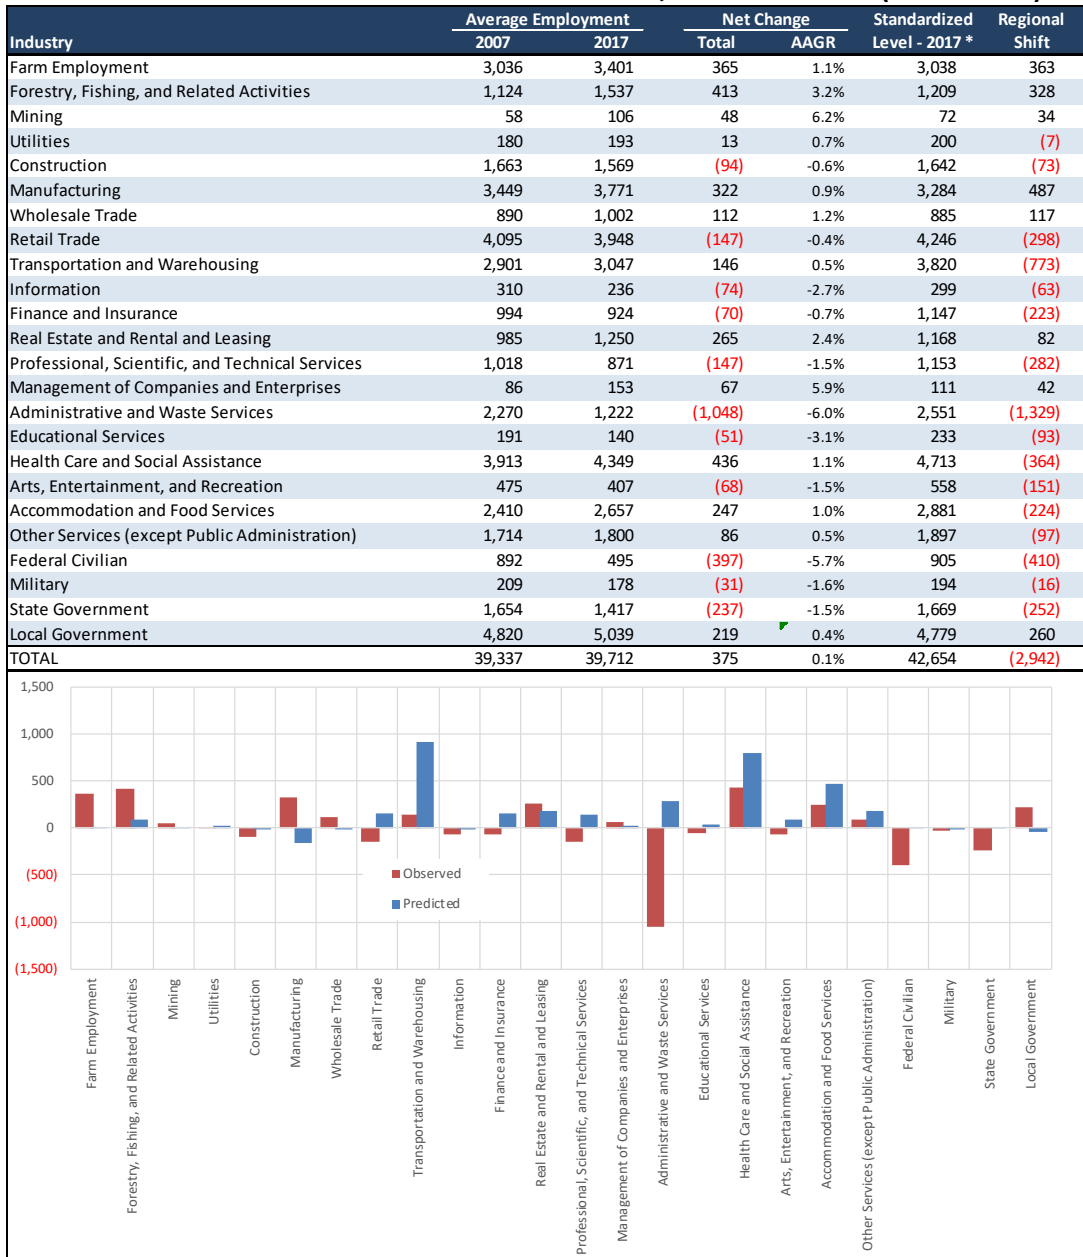 Average Employment Net Change Standardized Regional
Industry 2007 2017 Total AAGR Level - 2017 * Shift
Farm Employment 3,036 3,401 365 1.1% 3,038 363
Forestry, Fishing, and Related Activities 1,124 1,537 413 3.2% 1,209 328
Mining 58 106 48 6.2% 72 34
Utilities 180 193 13 0.7% 200 (7)
Construction 1,663 1,569 (94) -0.6% 1,642 (73)
Manufacturing 3,449 3,771 322 0.9% 3,284 487
Wholesale Trade 890 1,002 112 1.2% 885 117
Retail Trade 4,095 3,948 (147) -0.4% 4,246 (298)
Transportation and Warehousing 2,901 3,047 146 0.5% 3,820 (773)
Information 310 236 (74) -2.7% 299 (63)
Finance and Insurance 994 924 (70) -0.7% 1,147 (223)
Real Estate and Rental and Leasing 985 1,250 265 2.4% 1,168 82
Professional, Scientific, and Technical Services 1,018 871 (147) -1.5% 1,153 (282)
Management of Companies and Enterprises 86 153 67 5.9% 111 42
Administrative and Waste Services 2,270 1,222 (1,048) -6.0% 2,551 (1,329)
Educational Services 191 140 (51) -3.1% 233 (93)
Health Care and Social Assistance 3,913 4,349 436 1.1% 4,713 (364)
Arts, Entertainment, and Recreation 475 407 (68) -1.5% 558 (151)
Accommodation and Food Services 2,410 2,657 247 1.0% 2,881 (224)
Other Services (except Public Administration) 1,714 1,800 86 0.5% 1,897 (97)
Federal Civilian 892 495 (397) -5.7% 905 (410)
Military 209 178 (31) -1.6% 194 (16)
State Government 1,654 1,417 (237) -1.5% 1,669 (252)
Local Government 4,820 5,039 219 0.4% 4,779 260
TOTAL 39,337 39,712 375 0.1% 42,654 (2,942)
1,500
1,000
500
0
(500)
(1,000)
(1,500)
Observed
Predicted
Farm Employment
Forestry, Fishing, and Related Activities
Mining
Utilities
Construction
Manufacturing
Wholesale Trade
Retail Trade
Transportation and Warehousing
Information
Finance and Insurance
Real Estate and Rental and Leasing
Professional, Scientific, and Technical Services
Management of Companies and Enterprises
Administrative and Waste Services
Educational Services
Health Care and Social Assistance
Arts, Entertainment, and Recreation
Accommodation and Food Services
Other Services (except Public Administration)
Federal Civilian
Military
State Government
Local Government